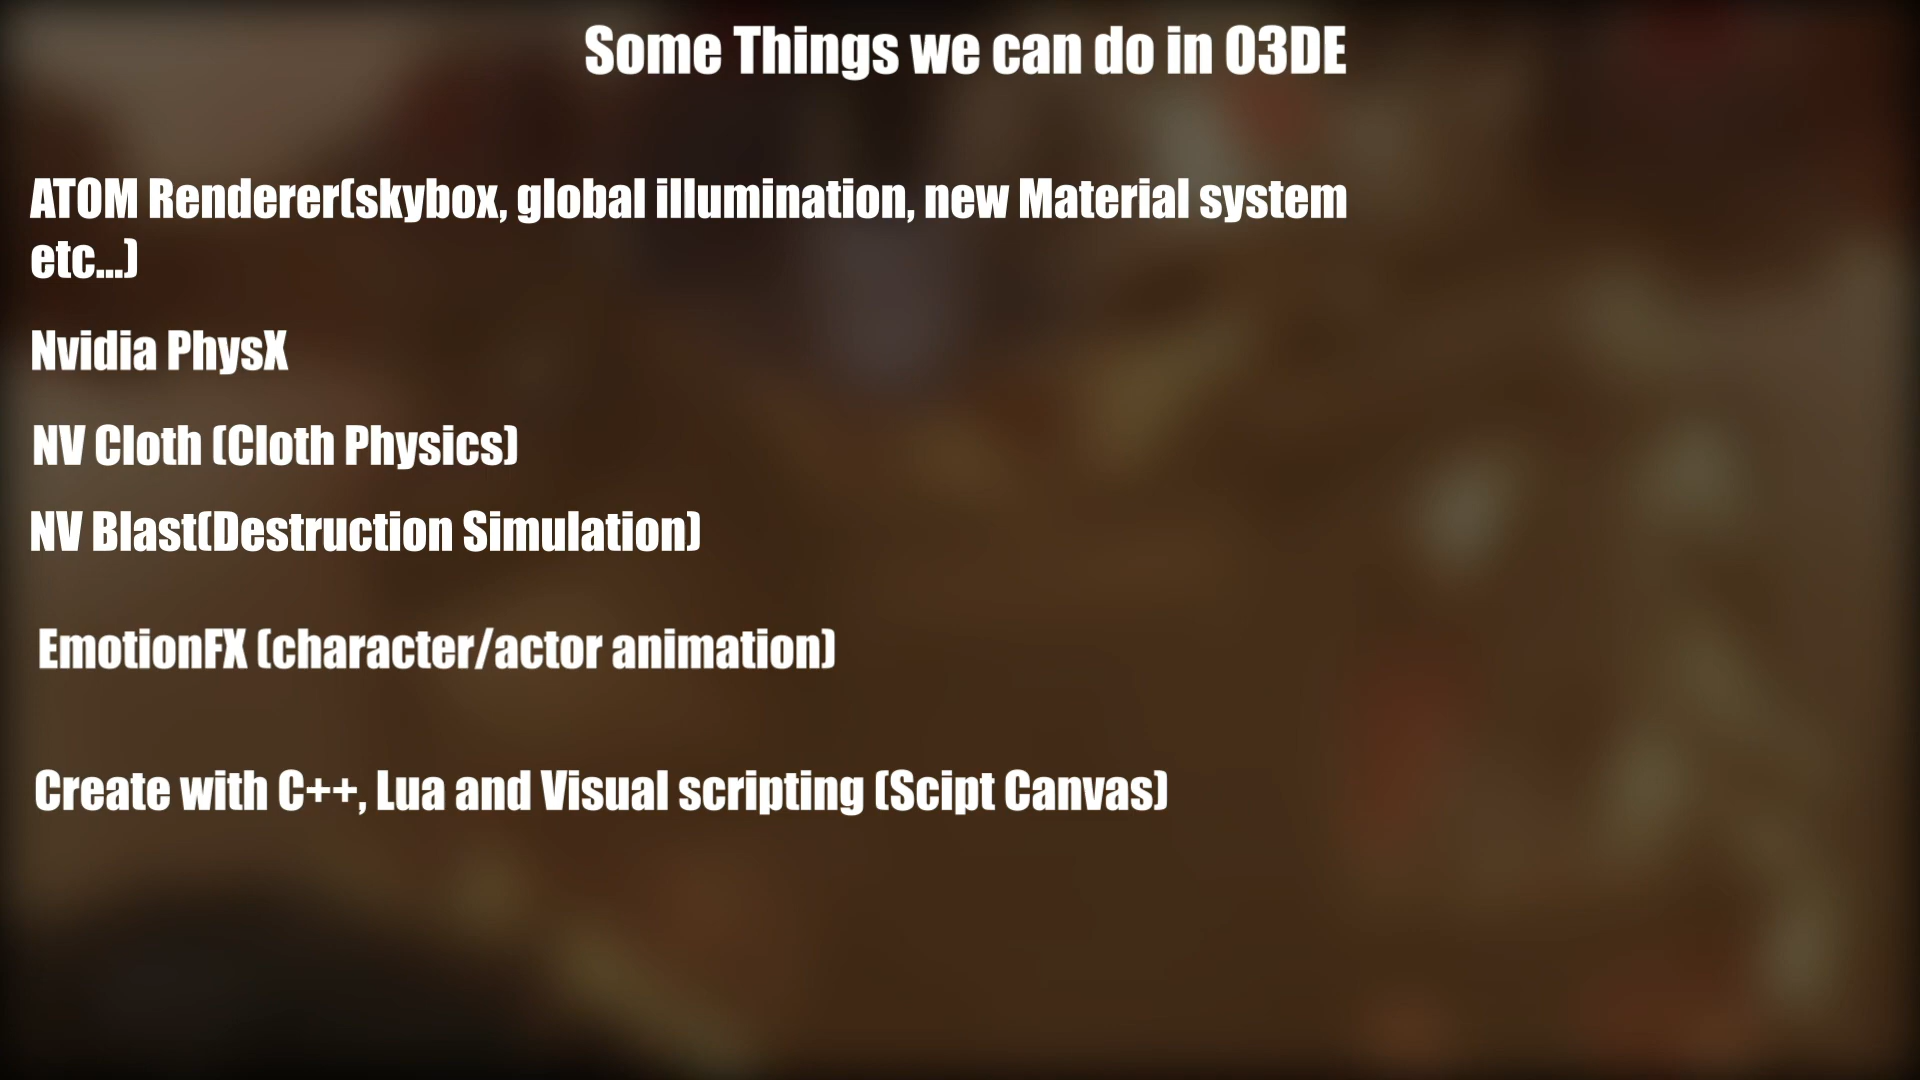 Some Things we can do in O3DE
ATOM Renderer(skybox, global illumination, new Material system
etc...)
Nvidia PhysX
NV Cloth (Cloth Physics)
NV Blast(Destruction Simulation)
EmotionFX (character/actor animation)
Create with C++, Lua and Visual scripting (Scipt Canvas)